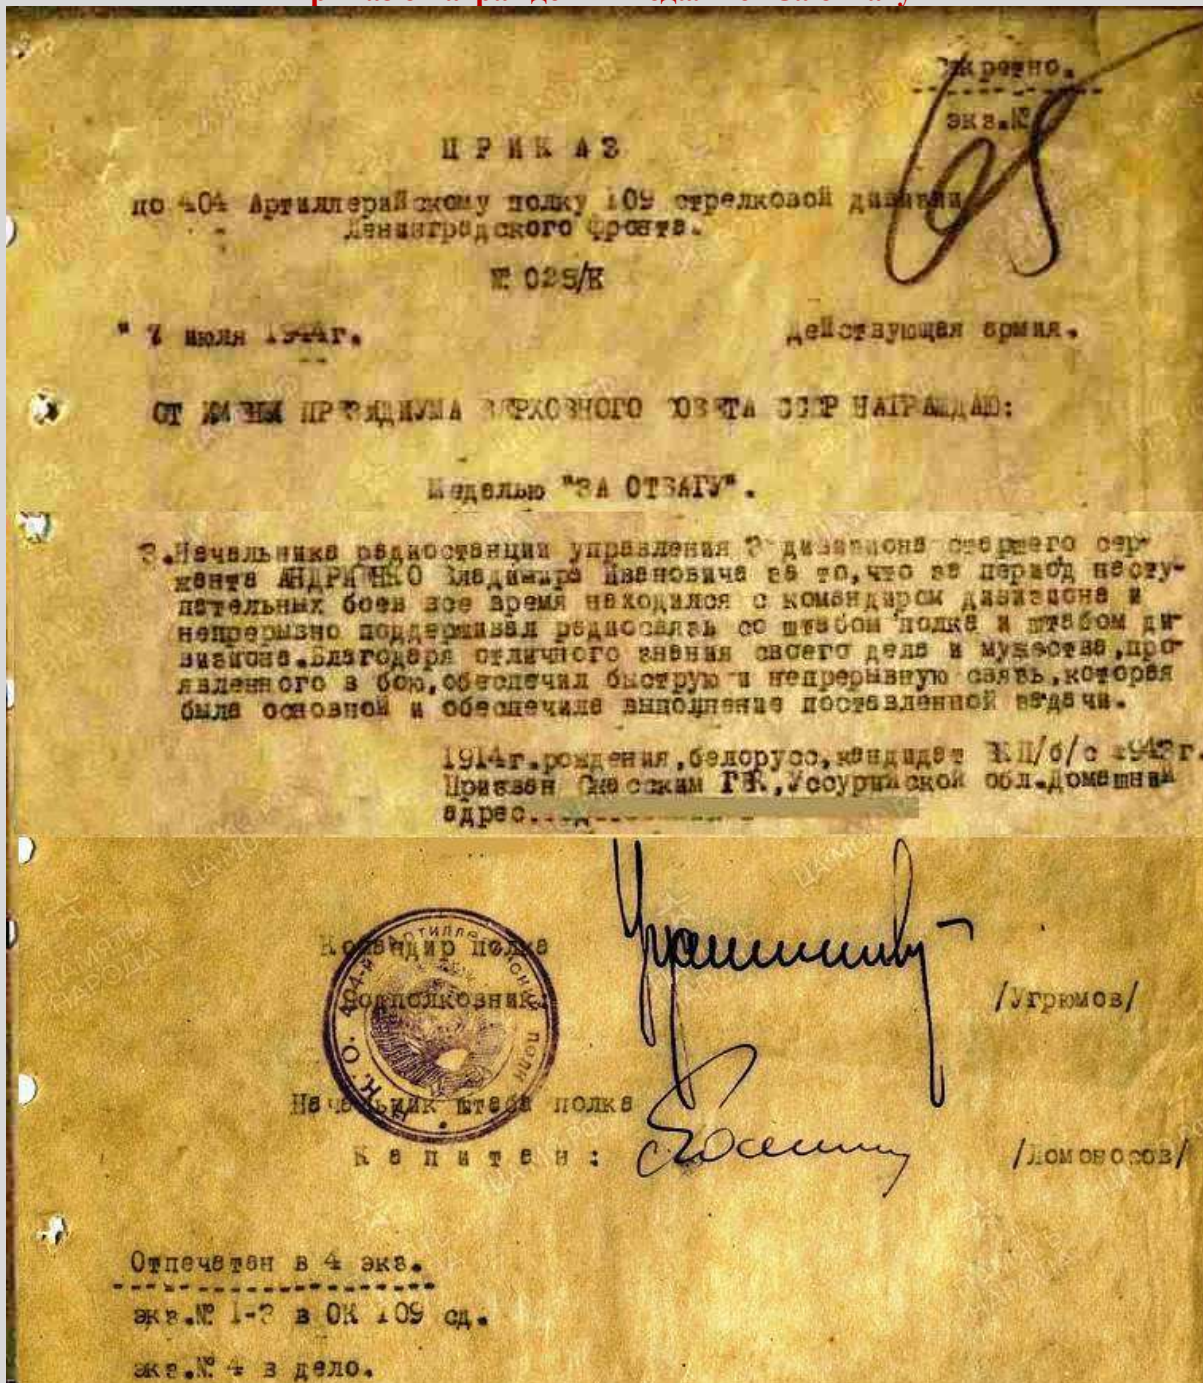 Секретно.
экз.№
ПРИКАЗ
по 404 Артиллерийскому полку 109 стрелковой дивизии
Ленинградского фронта.
№ 025/К
" 7 июля 1944г.
Действующая армия.
ОТ ИМЕНИ ПРЕЗИДИУМА ВЕРХОВНОГО СОВЕТА СССР НАГРАЖДАЮ:
Медалью "ЗА ОТВАГУ".
3.Начальника радиостанции управления 3 дивизиона старшего сер-
жанта АНДРИЕНКО Владимира Ивановича за то,что за период насту-
пательных боев все время находился с командиром дивизиона и
непрерывно поддерживал радиосвязь со штабом полка и штабом ди-
визиона.Благодаря отличного знания своего дела и мужества,про-
явленного в бою,обеспечил быструю и непрерывную связь,которая
была основной и обеспечила выполнение поставленной задачи.
1914г.рождения,белорусс,кандидат ВКП/б/с 1943г.
Призван Спасским ГВК,Уссурийской обл.Домашний
адрес.
Командир полка
Подполковник:
/Угрюмов/
Н.К.О. 404-й Артиллерийский полк
Начальник штаба полка
Капитан:
/Ломоносов/
Отпечатан в 4 экз.
экз.№ 1-3 в ОК 109 сд.
экз.№ 4 в дело.